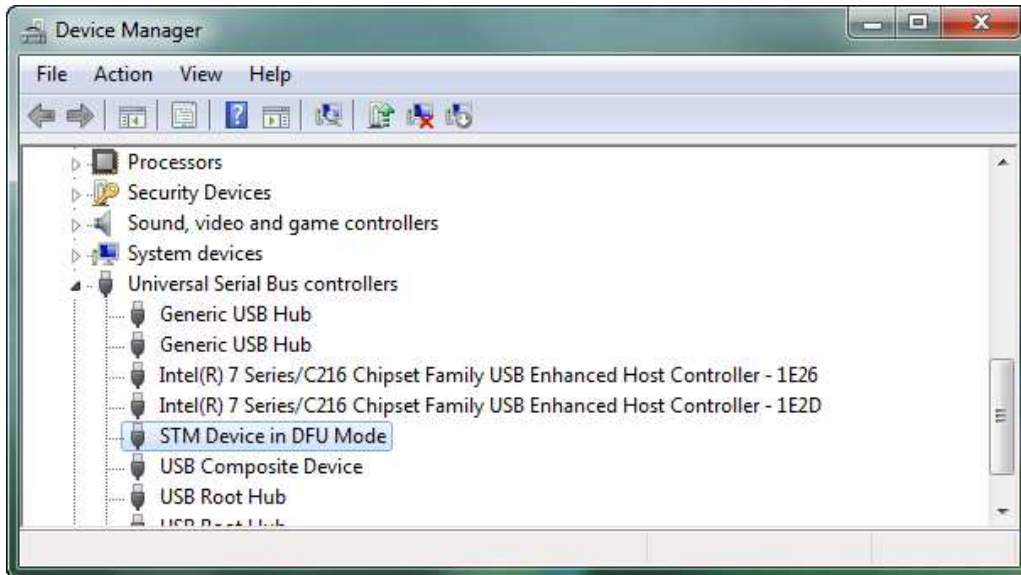 Device Manager
File Action View Help
Processors
Security Devices
Sound, video and game controllers
System devices
Universal Serial Bus controllers
Generic USB Hub
Generic USB Hub
Intel(R) 7 Series/C216 Chipset Family USB Enhanced Host Controller - 1E26
Intel(R) 7 Series/C216 Chipset Family USB Enhanced Host Controller - 1E2D
STM Device in DFU Mode
USB Composite Device
USB Root Hub
USB Root Hub